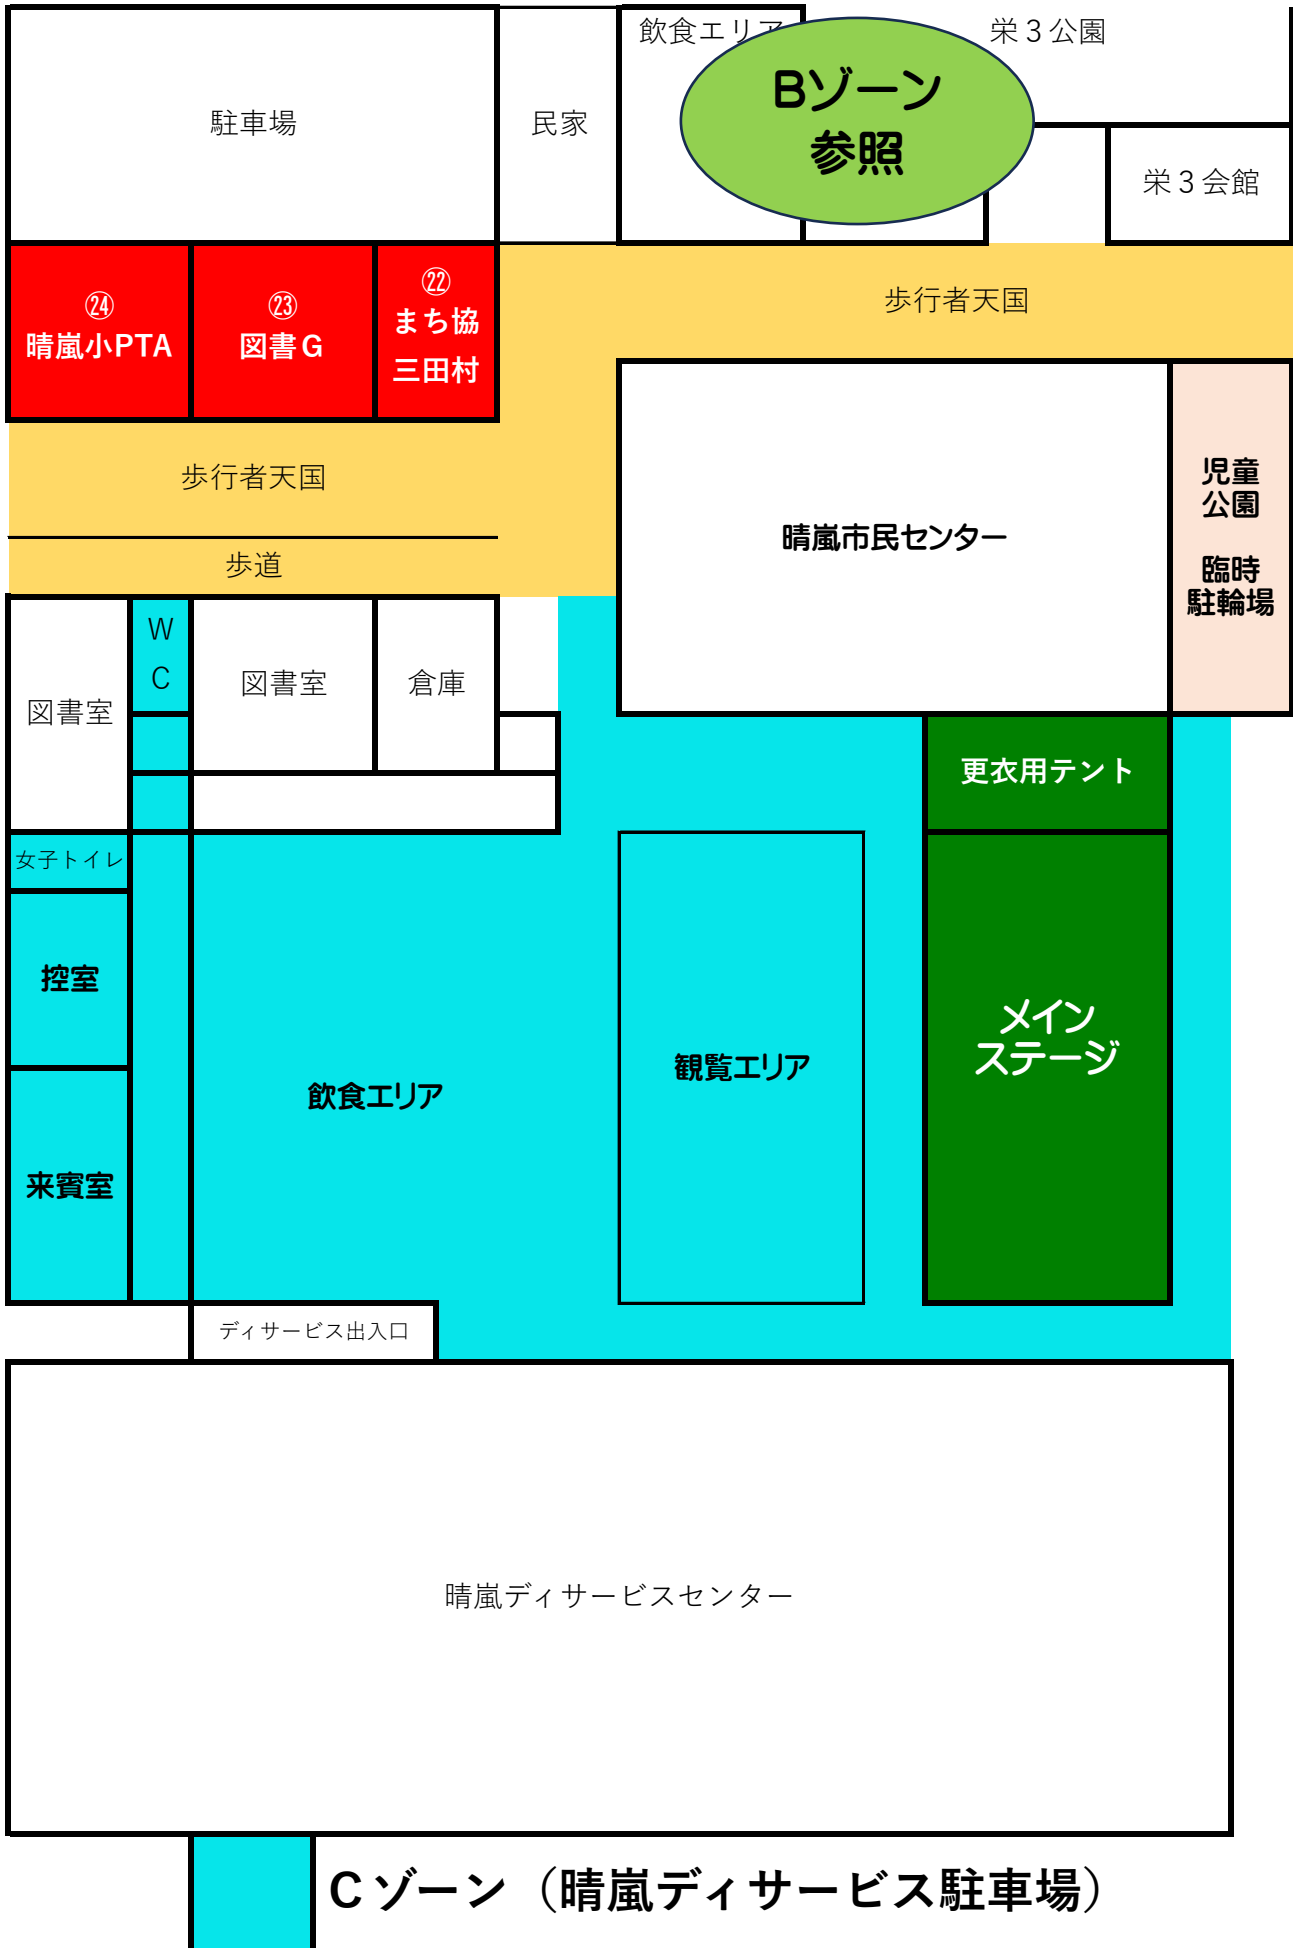 飲食エリア
栄３公園
Bゾーン
参照
駐車場
民家
栄３会館
㉔
晴嵐小PTA
㉓
図書G
㉒
まち協
三田村
歩行者天国
歩行者天国
歩道
晴嵐市民センター
児童
公園
臨時
駐輪場
図書室
W
C
図書室
倉庫
更衣用テント
女子トイレ
控室
来賓室
飲食エリア
観覧エリア
メイン
ステージ
ディサービス出入口
晴嵐ディサービスセンター
Cゾーン（晴嵐ディサービス駐車場）